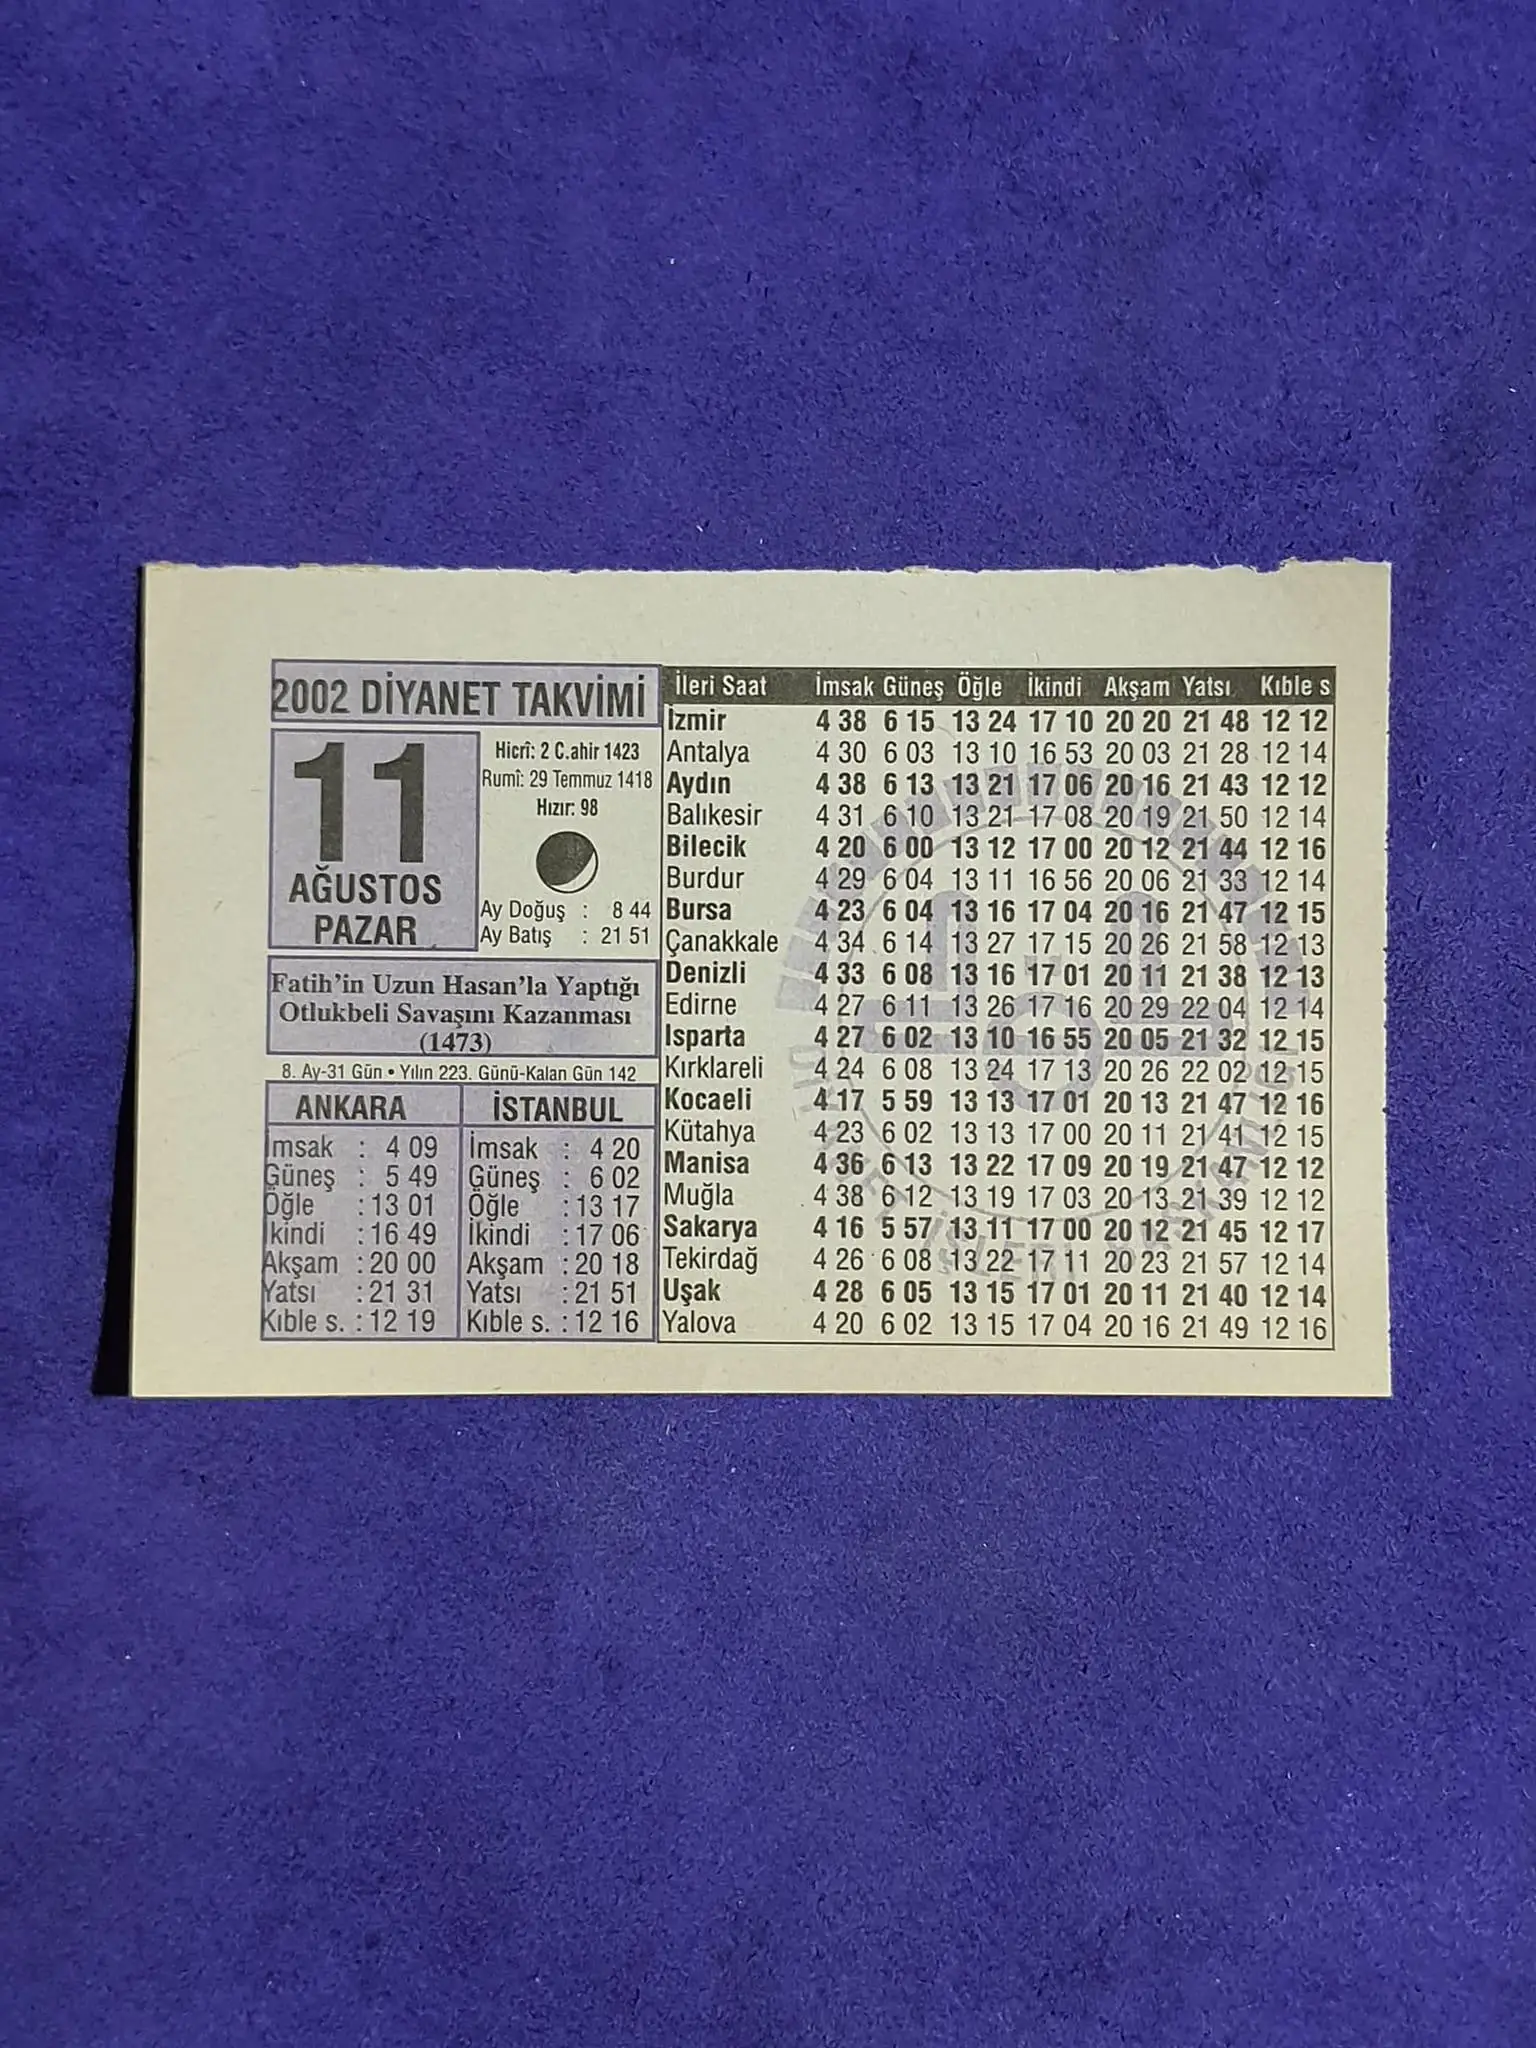 2002 DİYANET TAKVİMİ
11
AĞUSTOS
PAZAR
Hicrî: 2 C.ahir 1423
Rumî: 29 Temmuz 1418
Hızır: 98
Ay Doğuş : 8 44
Ay Batış : 21 51
Fatih'in Uzun Hasan'la Yaptığı
Otlukbeli Savaşını Kazanması
(1473)
8. Ay-31 Gün • Yılın 223. Günü-Kalan Gün 142
ANKARA
İmsak : 4 09
Güneş : 5 49
Öğle : 13 01
İkindi : 16 49
Akşam : 20 00
Yatsı : 21 31
Kıble s. : 12 19
İSTANBUL
İmsak : 4 20
Güneş : 6 02
Öğle : 13 17
İkindi : 17 06
Akşam : 20 18
Yatsı : 21 51
Kıble s. : 12 16
İleri Saat İmsak Güneş Öğle İkindi Akşam Yatsı Kıble s
İzmir 4 38 6 15 13 24 17 10 20 20 21 48 12 12
Antalya 4 30 6 03 13 10 16 53 20 03 21 28 12 14
Aydın 4 38 6 13 13 21 17 06 20 16 21 43 12 12
Balıkesir 4 31 6 10 13 21 17 08 20 19 21 50 12 14
Bilecik 4 20 6 00 13 12 17 00 20 12 21 44 12 16
Burdur 4 29 6 04 13 11 16 56 20 06 21 33 12 14
Bursa 4 23 6 04 13 16 17 04 20 16 21 47 12 15
Çanakkale 4 34 6 14 13 27 17 15 20 26 21 58 12 13
Denizli 4 33 6 08 13 16 17 01 20 11 21 38 12 13
Edirne 4 27 6 11 13 26 17 16 20 29 22 04 12 14
Isparta 4 27 6 02 13 10 16 55 20 05 21 32 12 15
Kırklareli 4 24 6 08 13 24 17 13 20 26 22 02 12 15
Kocaeli 4 17 5 59 13 13 17 01 20 13 21 47 12 16
Kütahya 4 23 6 02 13 13 17 00 20 11 21 41 12 15
Manisa 4 36 6 13 13 22 17 09 20 19 21 47 12 12
Muğla 4 38 6 12 13 19 17 03 20 13 21 39 12 12
Sakarya 4 16 5 57 13 11 17 00 20 12 21 45 12 17
Tekirdağ 4 26 6 08 13 22 17 11 20 23 21 57 12 14
Uşak 4 28 6 05 13 15 17 01 20 11 21 40 12 14
Yalova 4 20 6 02 13 15 17 04 20 16 21 49 12 16